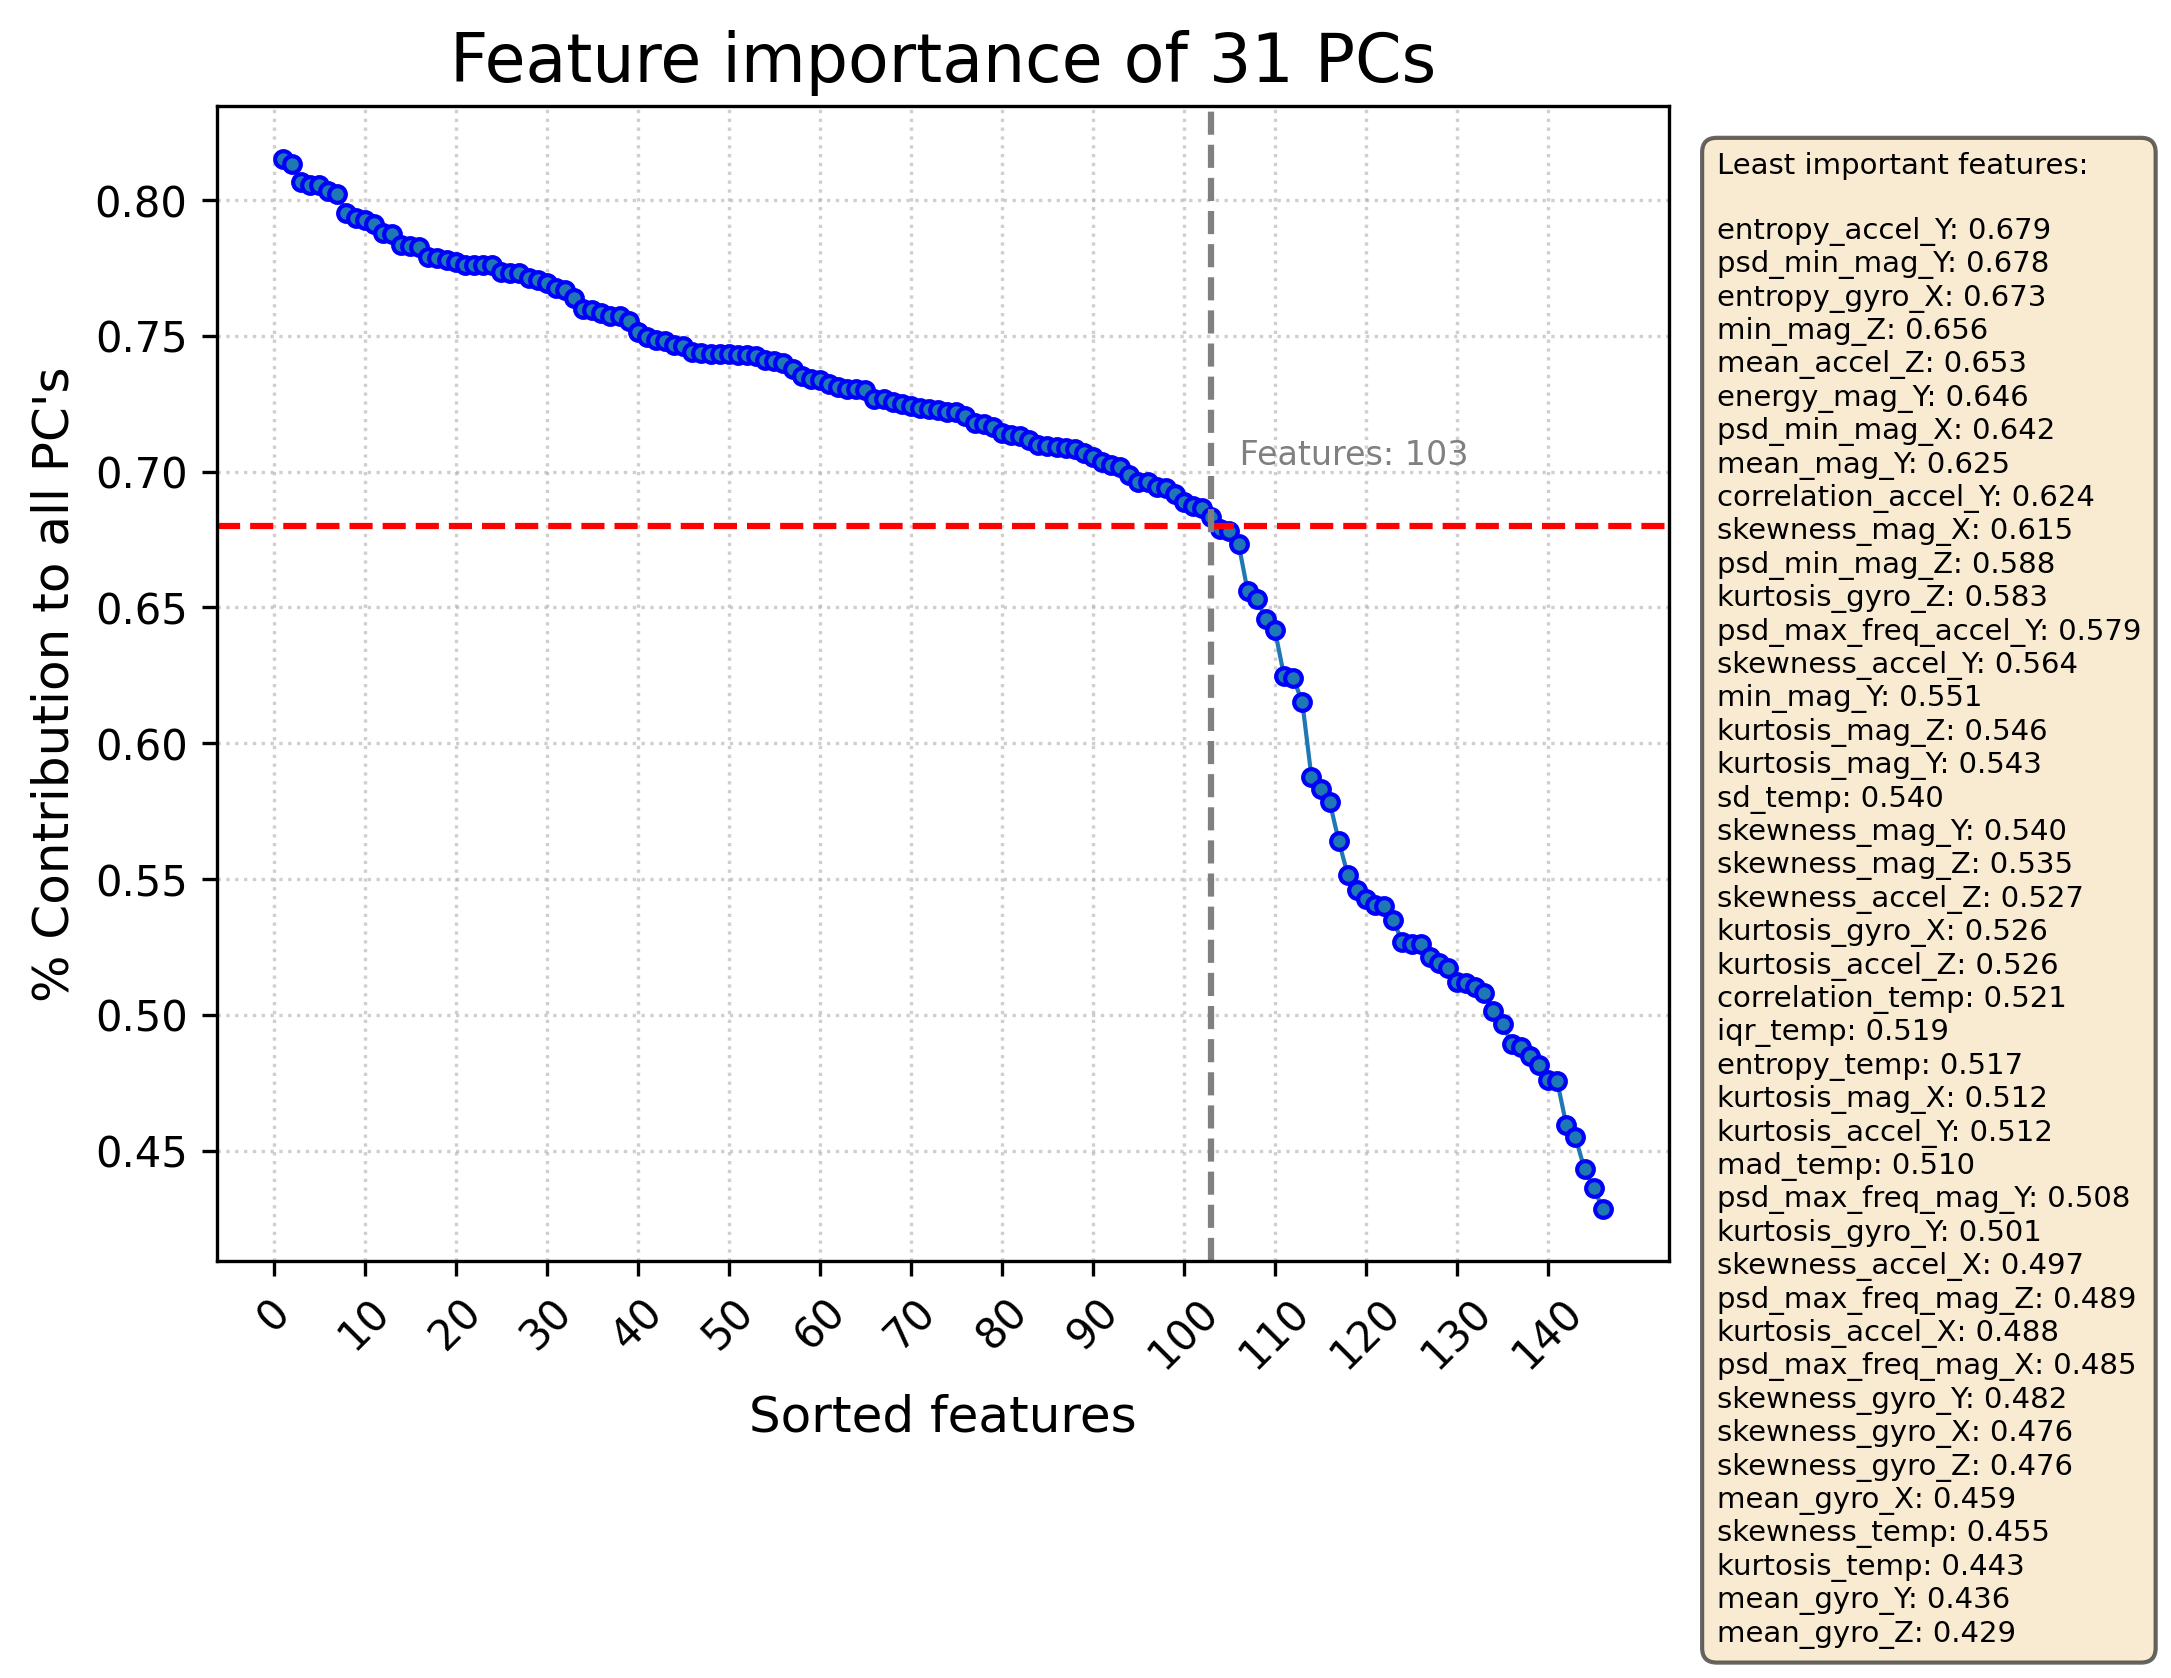 Feature importance of 31 PCs
% Contribution to all PC's
0.80
0.75
0.70
0.65
0.60
0.55
0.50
0.45
Features: 103
0 10 20 30 40 50 60 70 80 90 100 110 120 130 140
Sorted features
Least important features:
entropy_accel_Y: 0.679
psd_min_mag_Y: 0.678
entropy_gyro_X: 0.673
min_mag_Z: 0.656
mean_accel_Z: 0.653
energy_mag_Y: 0.646
psd_min_mag_X: 0.642
mean_mag_Y: 0.625
correlation_accel_Y: 0.624
skewness_mag_X: 0.615
psd_min_mag_Z: 0.588
kurtosis_gyro_Z: 0.583
psd_max_freq_accel_Y: 0.579
skewness_accel_Y: 0.564
min_mag_Y: 0.551
kurtosis_mag_Z: 0.546
kurtosis_mag_Y: 0.543
sd_temp: 0.540
skewness_mag_Y: 0.540
skewness_mag_Z: 0.535
skewness_accel_Z: 0.527
kurtosis_gyro_X: 0.526
kurtosis_accel_Z: 0.526
correlation_temp: 0.521
iqr_temp: 0.519
entropy_temp: 0.517
kurtosis_mag_X: 0.512
kurtosis_accel_Y: 0.512
mad_temp: 0.510
psd_max_freq_mag_Y: 0.508
kurtosis_gyro_Y: 0.501
skewness_accel_X: 0.497
psd_max_freq_mag_Z: 0.489
kurtosis_accel_X: 0.488
psd_max_freq_mag_X: 0.485
skewness_gyro_Y: 0.482
skewness_gyro_X: 0.476
skewness_gyro_Z: 0.476
mean_gyro_X: 0.459
skewness_temp: 0.455
kurtosis_temp: 0.443
mean_gyro_Y: 0.436
mean_gyro_Z: 0.429